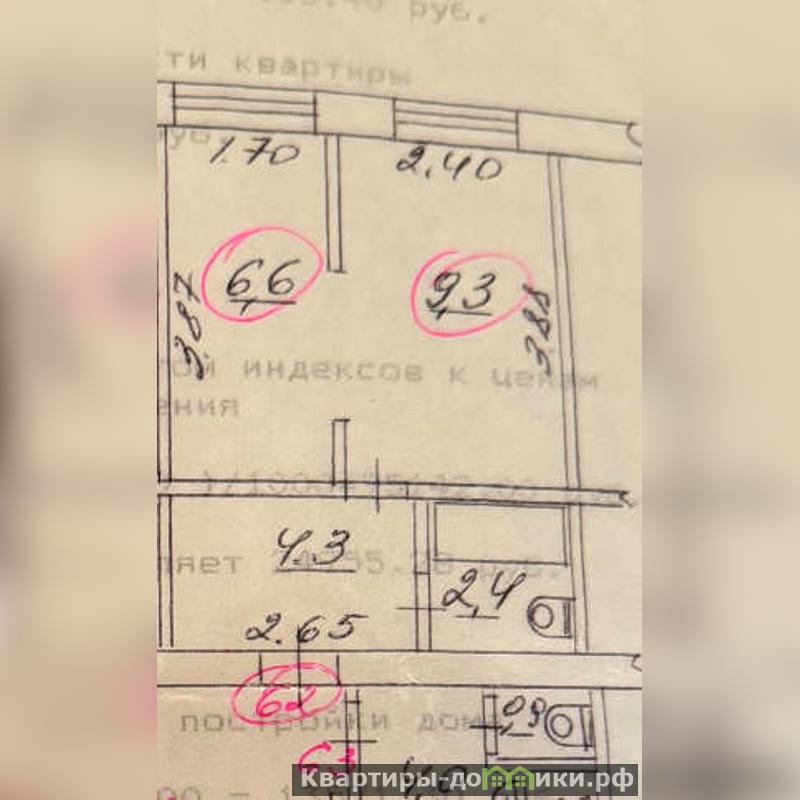 руб.
ти квартиры
1.70
2.40
6,6
9,3
3.87
3.88
индексов к ценам
ения
4.3
2,4
ляет
2.65
62
постройки дома
0,9
63
Квартиры-домики.рф